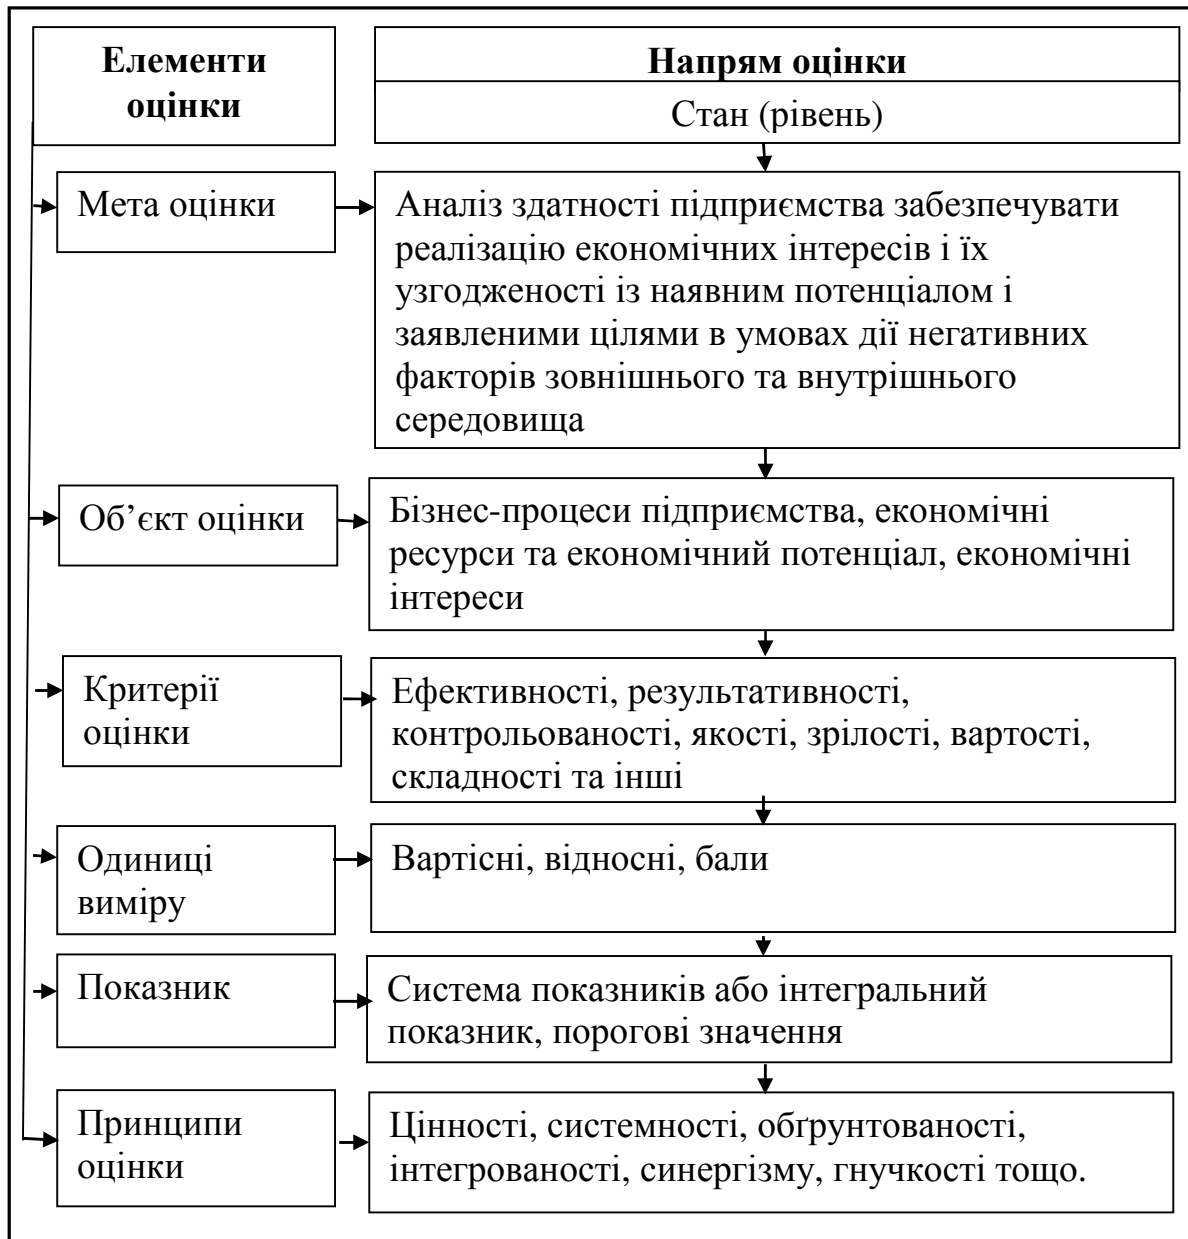 Елементи
оцінки
Напрям оцінки
Стан (рівень)
Мета оцінки
Аналіз здатності підприємства забезпечувати
реалізацію економічних інтересів і їх
узгодженості із наявним потенціалом і
заявленими цілями в умовах дії негативних
факторів зовнішнього та внутрішнього
середовища
Об’єкт оцінки
Бізнес-процеси підприємства, економічні
ресурси та економічний потенціал, економічні
інтереси
Критерії
оцінки
Ефективності, результативності,
контрольованості, якості, зрілості, вартості,
складності та інші
Одиниці
виміру
Вартісні, відносні, бали
Показник
Система показників або інтегральний
показник, порогові значення
Принципи
оцінки
Цінності, системності, обґрунтованості,
інтегрованості, синергізму, гнучкості тощо.